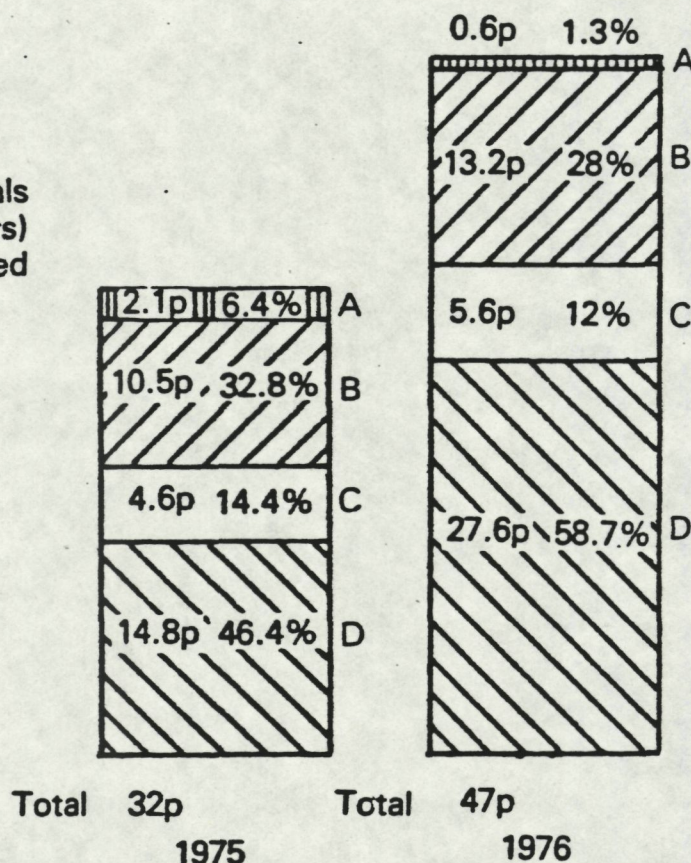 0.6p 1.3%
A
13.2p 28%
B
5.6p 12%
C
27.6p 58.7%
D
als
rs)
ed
2.1p 6.4%
A
10.5p 32.8%
B
4.6p 14.4%
C
14.8p 46.4%
D
Total 32p
Total 47p
1975
1976